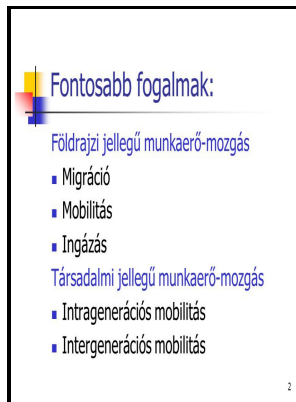 Fontosabb fogalmak:
Földrajzi jellegű munkaerő-mozgás
Migráció
Mobilitás
Ingázás
Társadalmi jellegű munkaerő-mozgás
Intragenerációs mobilitás
Intergenerációs mobilitás
2